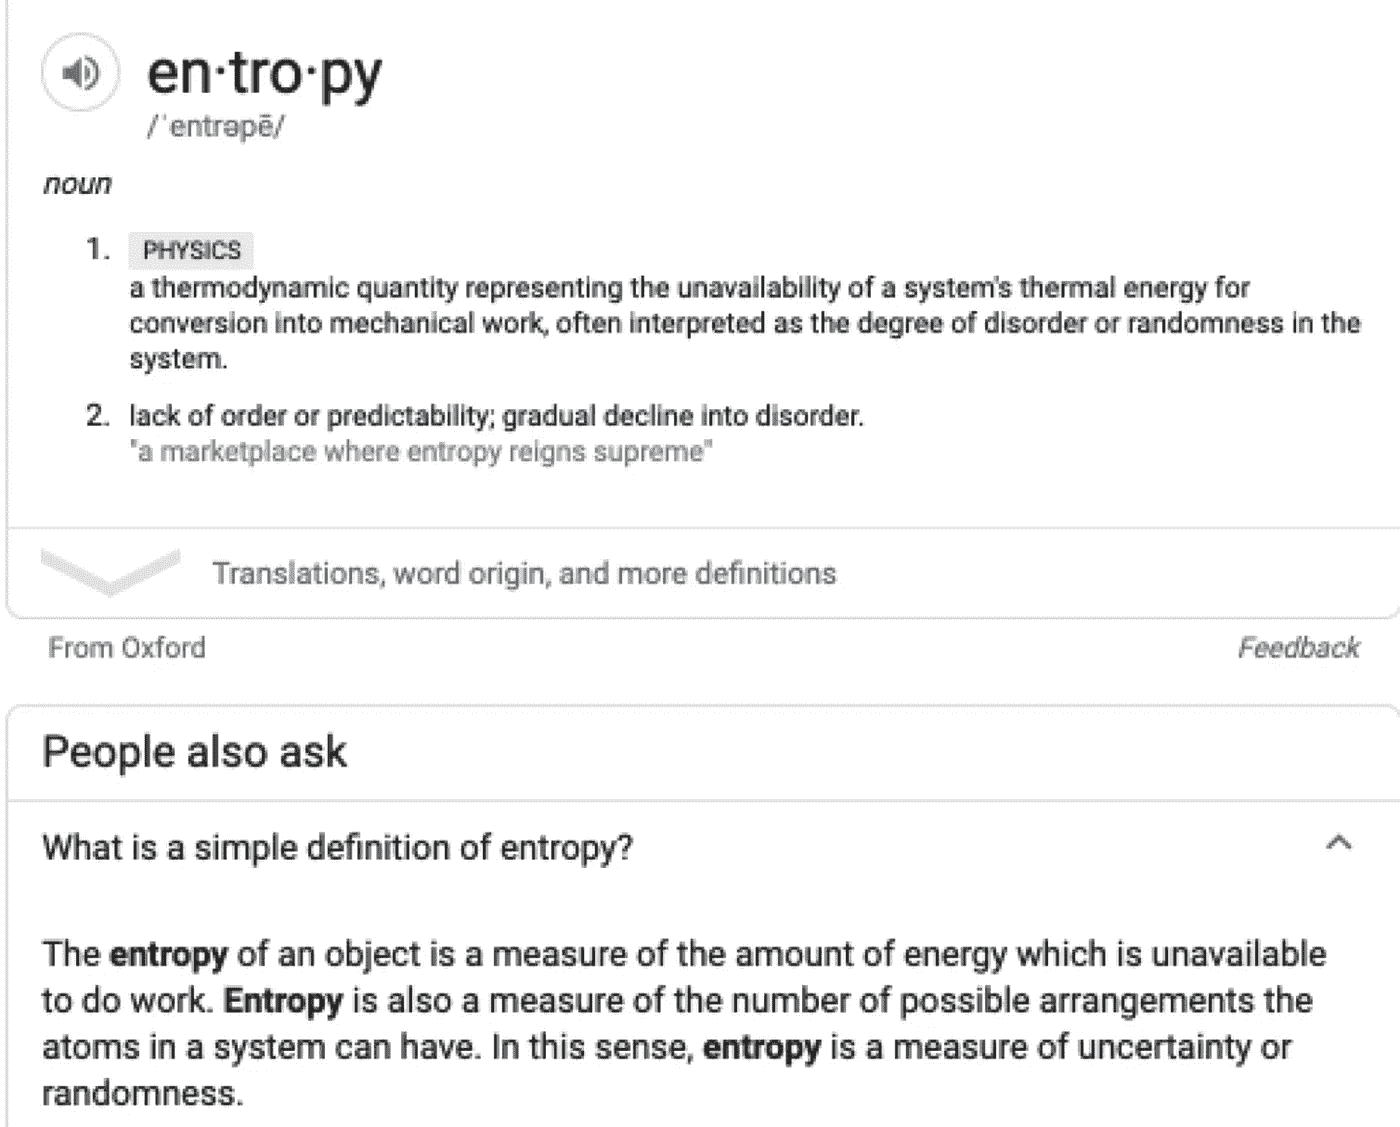 en·tro·py
/ˈentrəpē/
noun
1. PHYSICS
a thermodynamic quantity representing the unavailability of a system's thermal energy for
conversion into mechanical work, often interpreted as the degree of disorder or randomness in the
system.
2. lack of order or predictability; gradual decline into disorder.
"a marketplace where entropy reigns supreme"
Translations, word origin, and more definitions
From Oxford
Feedback
People also ask
What is a simple definition of entropy?
The entropy of an object is a measure of the amount of energy which is unavailable
to do work. Entropy is also a measure of the number of possible arrangements the
atoms in a system can have. In this sense, entropy is a measure of uncertainty or
randomness.